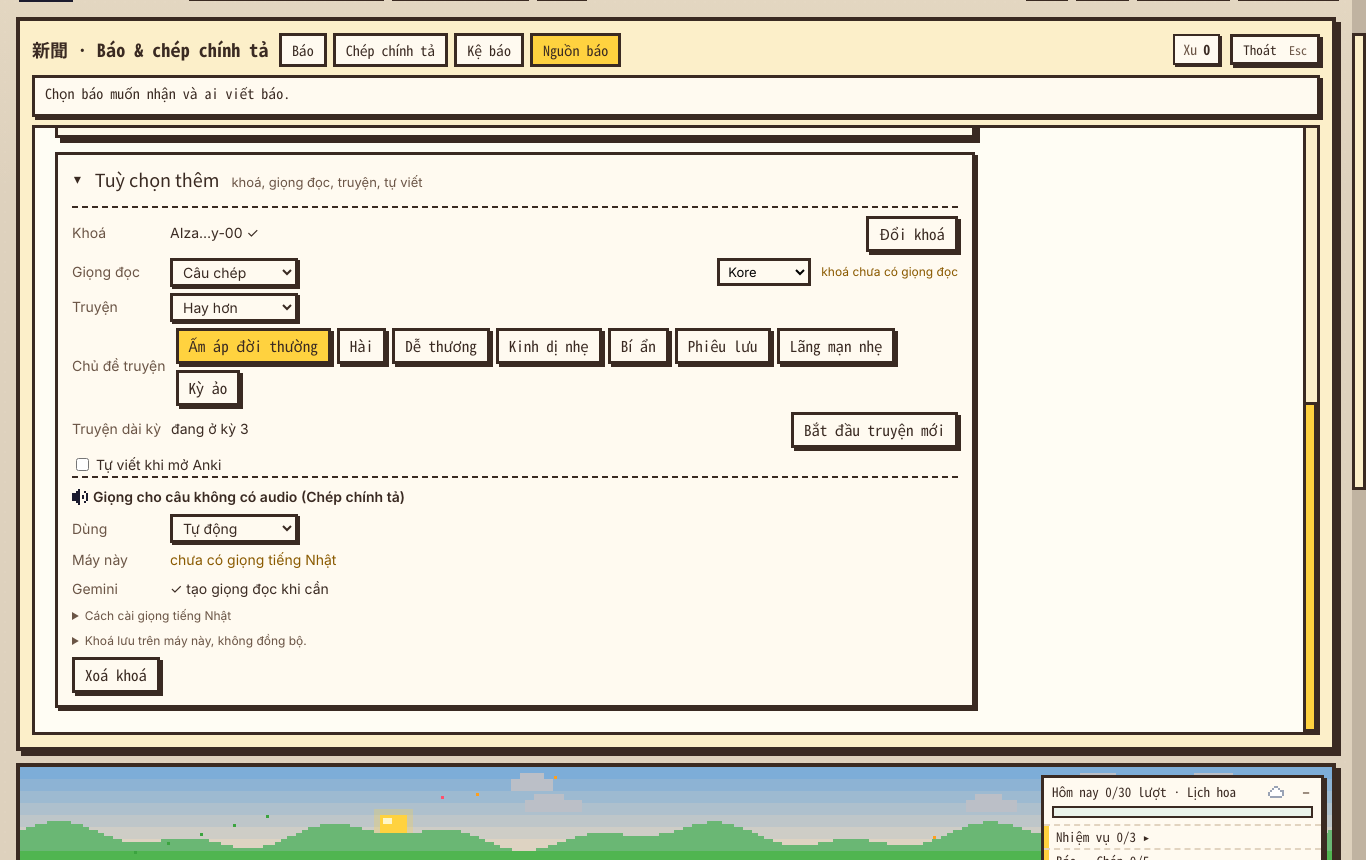 新聞 · Báo & chép chính tả Báo Chép chính tả Kệ báo Nguồn báo Xu 0 Thoát Esc
Chọn báo muốn nhận và ai viết báo.
▼ Tuỳ chọn thêm khoá, giọng đọc, truyện, tự viết
Khoá AIza...y-00 ✓ Đổi khoá
Giọng đọc Câu chép Kore khoá chưa có giọng đọc
Truyện Hay hơn
Chủ đề truyện Ấm áp đời thường Hài Dễ thương Kinh dị nhẹ Bí ẩn Phiêu lưu Lãng mạn nhẹ
Kỳ ảo
Truyện dài kỳ đang ở kỳ 3 Bắt đầu truyện mới
Tự viết khi mở Anki
Giọng cho câu không có audio (Chép chính tả)
Dùng Tự động
Máy này chưa có giọng tiếng Nhật
Gemini ✓ tạo giọng đọc khi cần
▶ Cách cài giọng tiếng Nhật
▶ Khoá lưu trên máy này, không đồng bộ.
Xoá khoá
Hôm nay 0/30 lượt · Lịch hoa –
Nhiệm vụ 0/3 ▸